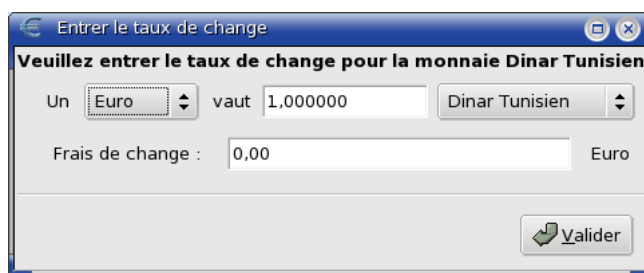 Entrer le taux de change
Veuillez entrer le taux de change pour la monnaie Dinar Tunisien
Un Euro vaut 1,000000 Dinar Tunisien
Frais de change : 0,00 Euro
Valider